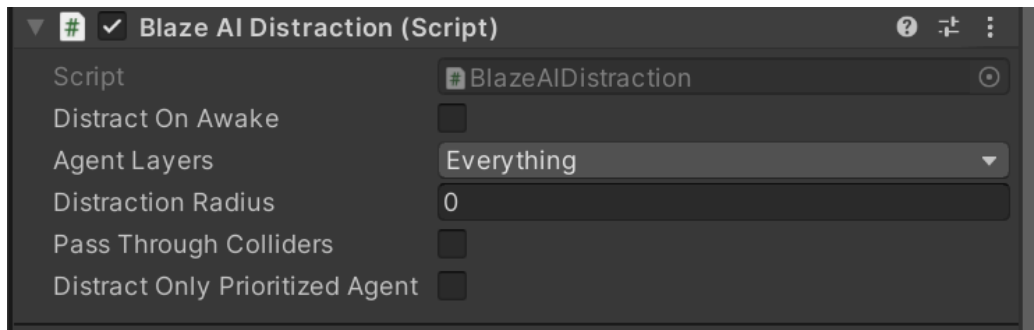 Blaze AI Distraction (Script)
Script BlazeAIDistraction
Distract On Awake
Agent Layers Everything
Distraction Radius 0
Pass Through Colliders
Distract Only Prioritized Agent